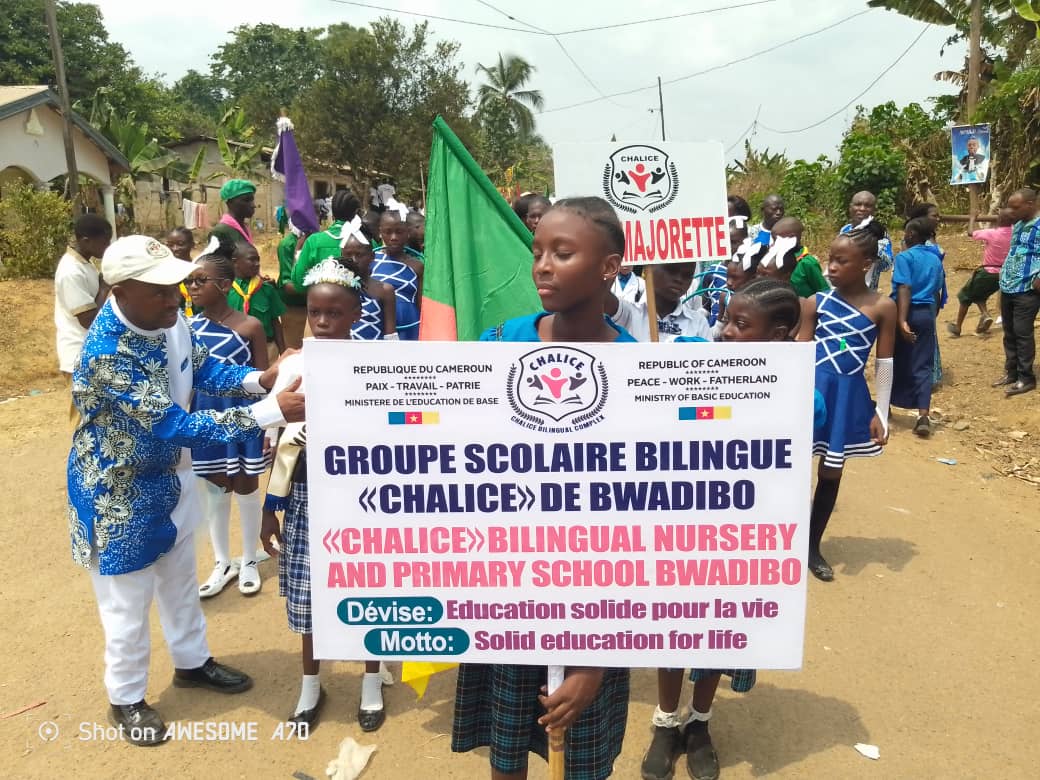 CHALICE
MAJORETTE
REPUBLIQUE DU CAMEROUN
********
PAIX - TRAVAIL - PATRIE
********
MINISTERE DE L'EDUCATION DE BASE
CHALICE
CHALICE BILINGUAL COMPLEX
REPUBLIC OF CAMEROON
*******
PEACE - WORK - FATHERLAND
********
MINISTRY OF BASIC EDUCATION
GROUPE SCOLAIRE BILINGUE
«CHALICE» DE BWADIBO
«CHALICE» BILINGUAL NURSERY
AND PRIMARY SCHOOL BWADIBO
Dévise: Education solide pour la vie
Motto: Solid education for life
Shot on AWESOME A70